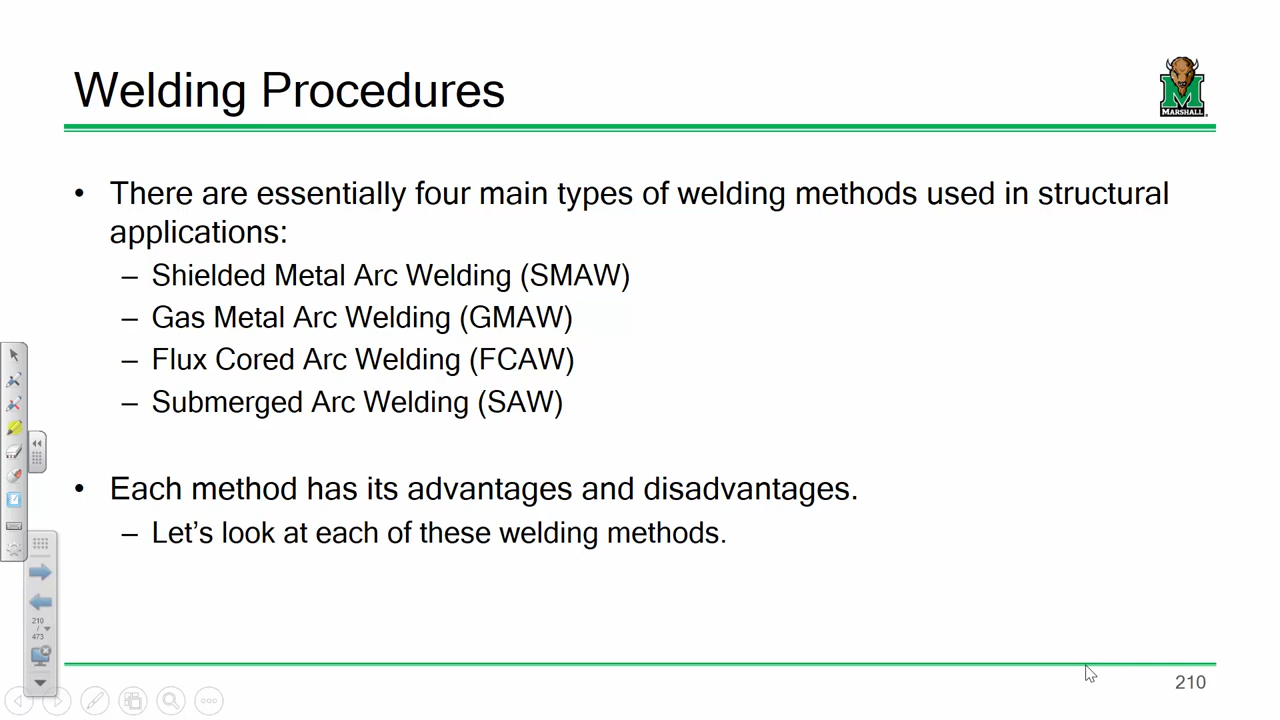 Welding Procedures
MARSHALL
• There are essentially four main types of welding methods used in structural
applications:
– Shielded Metal Arc Welding (SMAW)
– Gas Metal Arc Welding (GMAW)
– Flux Cored Arc Welding (FCAW)
– Submerged Arc Welding (SAW)
• Each method has its advantages and disadvantages.
– Let’s look at each of these welding methods.
210
/
473
210